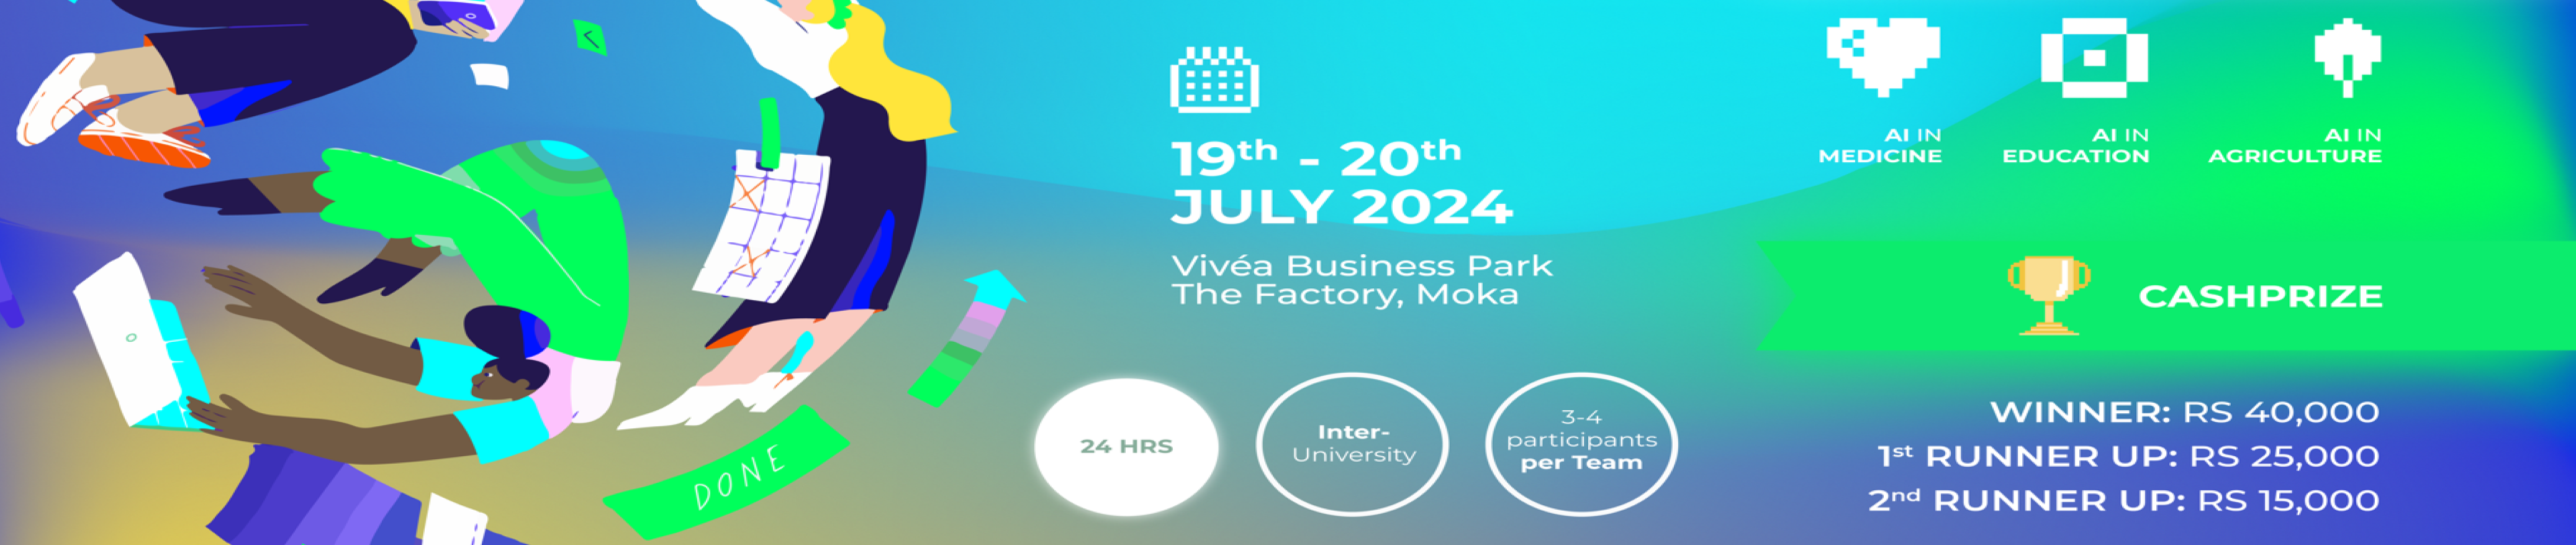 19th - 20th
JULY 2024
Vivéa Business Park
The Factory, Moka
24 HRS
Inter-
University
3-4
participants
per Team
DONE
AI IN
MEDICINE
AI IN
EDUCATION
AI IN
AGRICULTURE
CASHPRIZE
WINNER: RS 40,000
1st RUNNER UP: RS 25,000
2nd RUNNER UP: RS 15,000